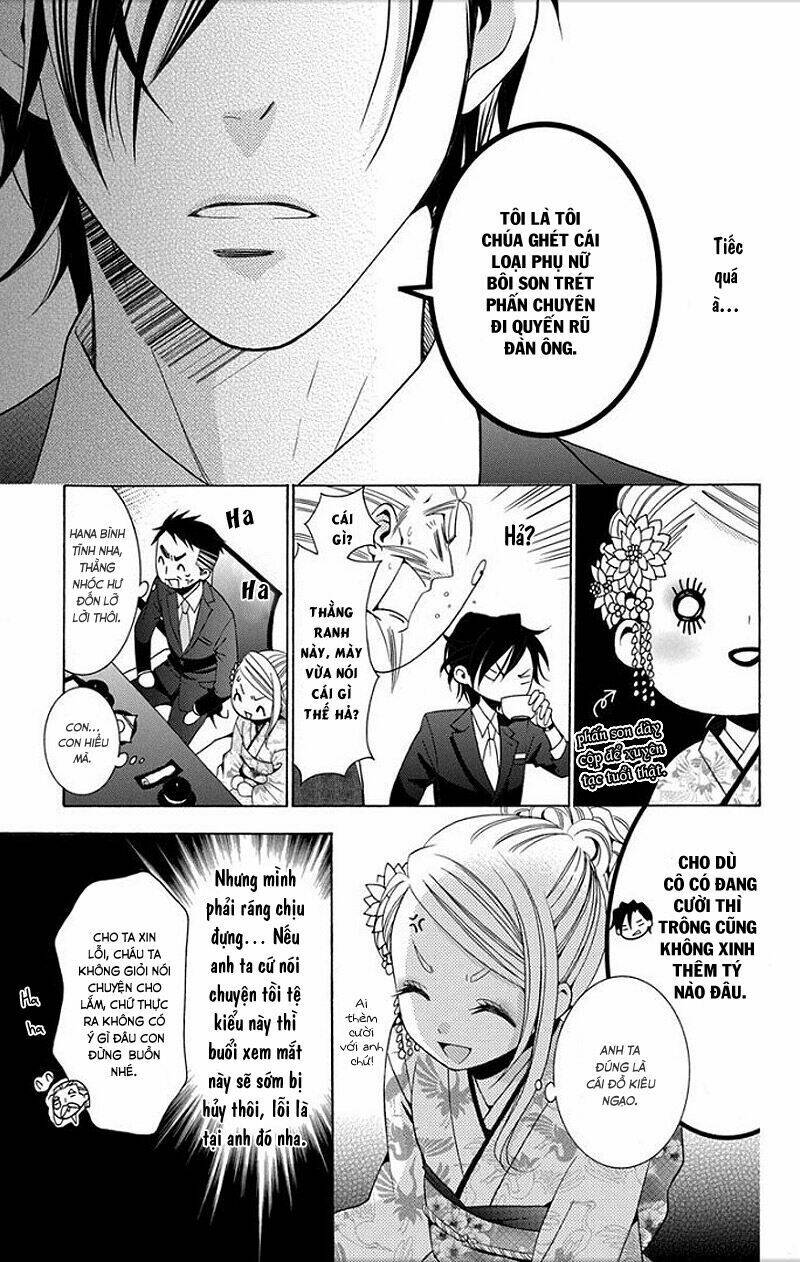 Tiếc
quá
à...
TÔI LÀ TÔI
CHÚA GHÉT CÁI
LOẠI PHỤ NỮ
BÔI SON TRÉT
PHẤN CHUYÊN
ĐI QUYẾN RŨ
ĐÀN ÔNG.
phấn son dầy
cộp để xuyên
tạc tuổi thật.
Hả?
CÁI
GÌ?
THẰNG
RANH
NÀY, MÀY
VỪA NÓI
CÁI GÌ
THẾ HẢ?
Ha
Ha
HANA BÌNH
TĨNH NHA,
THẰNG
NHÓC HƯ
ĐỐN LỠ
LỜI THÔI.
CON...
CON HIỂU
MÀ.
CHO DÙ
CÔ CÓ ĐANG
CƯỜI THÌ
TRÔNG CŨNG
KHÔNG XINH
THÊM TÝ
NÀO ĐÂU.
ANH TA
ĐÚNG LÀ
CÁI ĐỒ KIÊU
NGẠO.
Ai
thèm
cười
với anh
chứ!
Nhưng mình
phải ráng chịu
đựng... Nếu
anh ta cứ nói
chuyện tồi tệ
kiểu này thì
buổi xem mắt
này sẽ sớm bị
hủy thôi, lỗi là
tại anh đó nha.
CHO TA XIN
LỖI, CHÁU TA
KHÔNG GIỎI NÓI
CHUYỆN CHO
LẮM, CHỨ THỰC
RA KHÔNG CÓ
Ý GÌ ĐÂU CON
ĐỪNG BUỒN
NHÉ.
Ha
ha